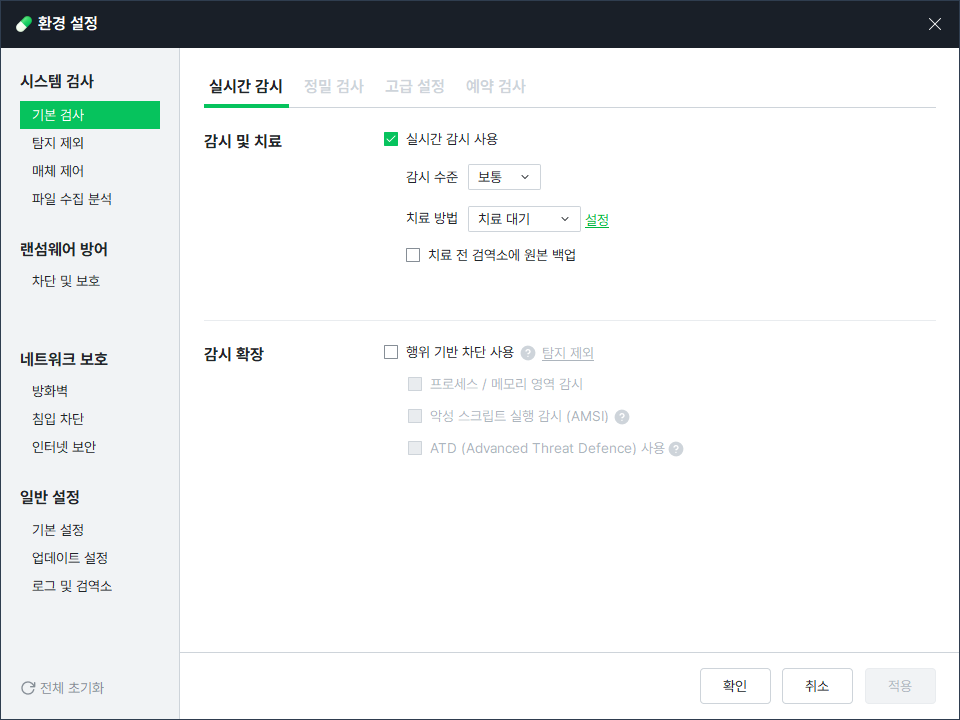 환경 설정
시스템 검사
기본 검사
탐지 제외
매체 제어
파일 수집 분석
랜섬웨어 방어
차단 및 보호
네트워크 보호
방화벽
침입 차단
인터넷 보안
일반 설정
기본 설정
업데이트 설정
로그 및 검역소
전체 초기화
실시간 감시 정밀 검사 고급 설정 예약 검사
감시 및 치료
실시간 감시 사용
감시 수준 보통
치료 방법 치료 대기 설정
치료 전 검역소에 원본 백업
감시 확장
행위 기반 차단 사용 ? 탐지 제외
프로세스 / 메모리 영역 감시
악성 스크립트 실행 감시 (AMSI) ?
ATD (Advanced Threat Defence) 사용 ?
확인 취소 적용